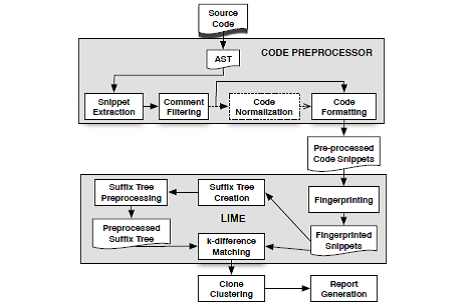 Source
Code
CODE PREPROCESSOR
AST
Snippet
Extraction
Comment
Filtering
Code
Normalization
Code
Formatting
Pre-processed
Code Snippets
Suffix Tree
Preprocessing
Suffix Tree
Creation
Fingerprinting
LIME
Preprocessed
Suffix Tree
k-difference
Matching
Fingerprinted
Snippets
Clone
Clustering
Report
Generation